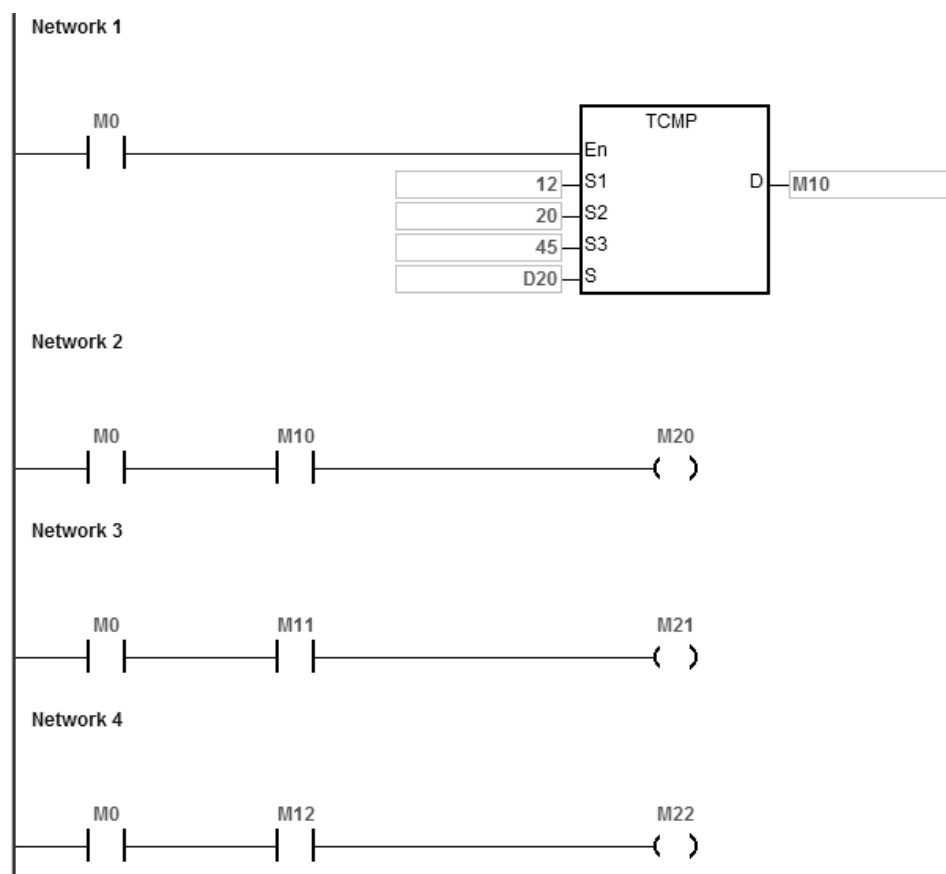 Network 1
M0
TCMP
En
12 S1 D M10
20 S2
45 S3
D20 S
Network 2
M0 M10 M20
Network 3
M0 M11 M21
Network 4
M0 M12 M22